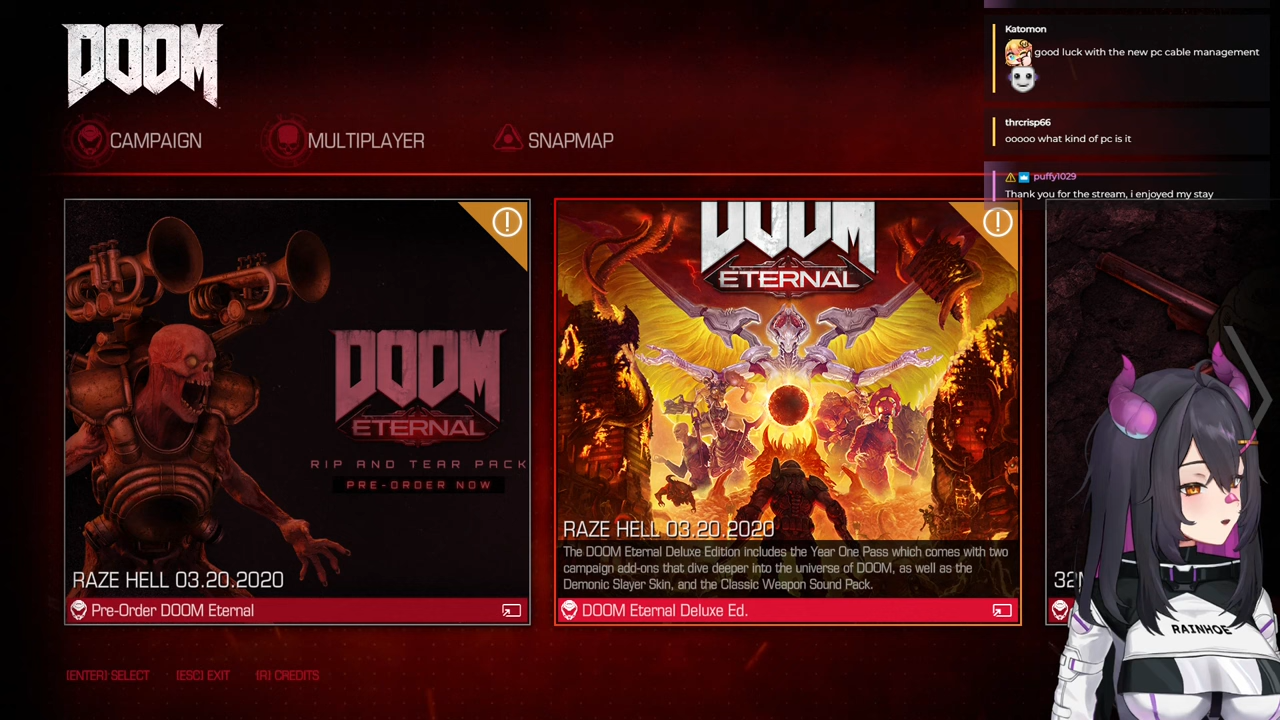 DOOM
CAMPAIGN
MULTIPLAYER
SNAPMAP
Katomon
good luck with the new pc cable management
thrcrisp66
ooooo what kind of pc is it
puffy1029
Thank you for the stream, i enjoyed my stay
DOOM
ETERNAL
RIP AND TEAR PACK
PRE-ORDER NOW
RAZE HELL 03.20.2020
Pre-Order DOOM Eternal
DOOM
ETERNAL
RAZE HELL 03.20.2020
The DOOM Eternal Deluxe Edition includes the Year One Pass which comes with two
campaign add-ons that dive deeper into the universe of DOOM, as well as the
Demonic Slayer Skin, and the Classic Weapon Sound Pack.
DOOM Eternal Deluxe Ed.
RAINHOE
[ENTER] SELECT
[ESC] EXIT
[R] CREDITS